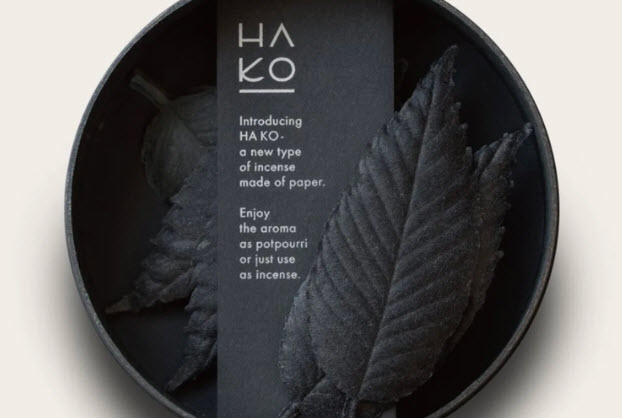 HA
KO
Introducing
HA KO -
a new type
of incense
made of paper.
Enjoy
the aroma
as potpourri
or just use
as incense.